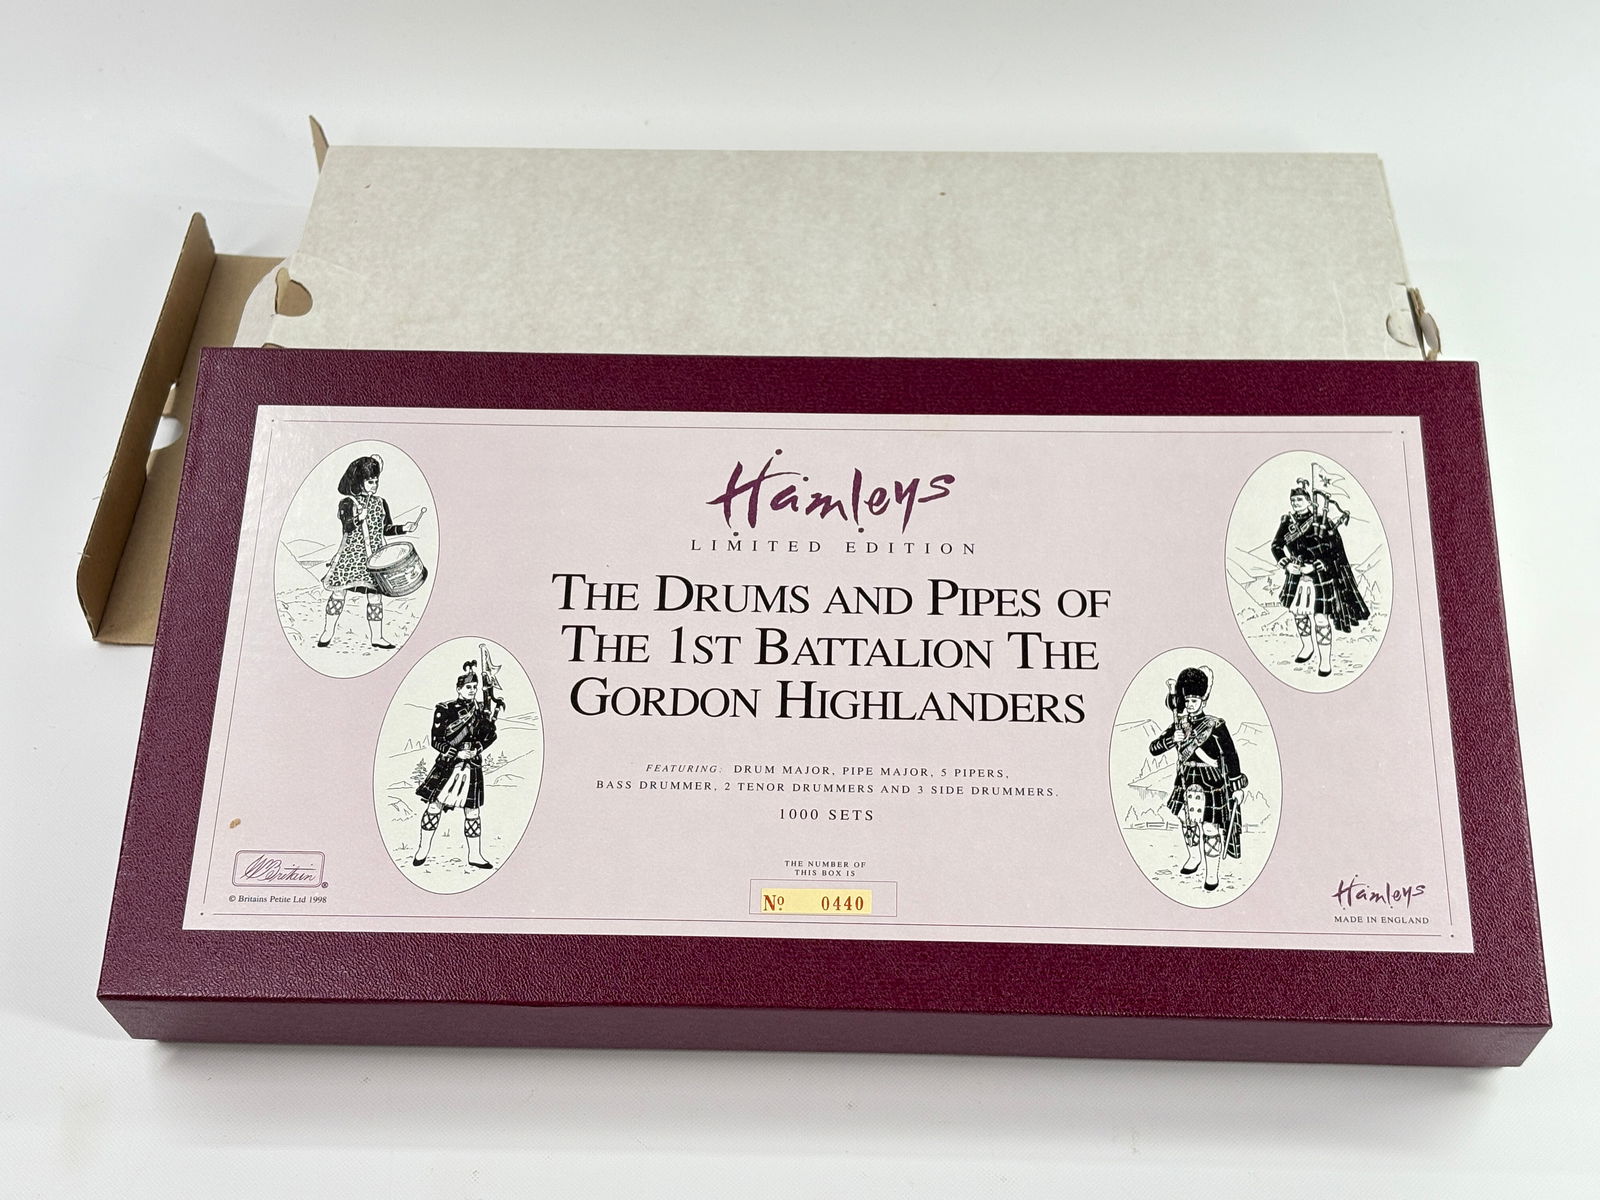 Hamleys
LIMITED EDITION
THE DRUMS AND PIPES OF
THE 1ST BATTALION THE
GORDON HIGHLANDERS
FEATURING: DRUM MAJOR, PIPE MAJOR, 5 PIPERS,
BASS DRUMMER, 2 TENOR DRUMMERS AND 3 SIDE DRUMMERS.
1000 SETS
THE NUMBER OF
THIS BOX IS
Nº 0440
W Britain®
© Britains Petite Ltd 1998
Hamleys
MADE IN ENGLAND